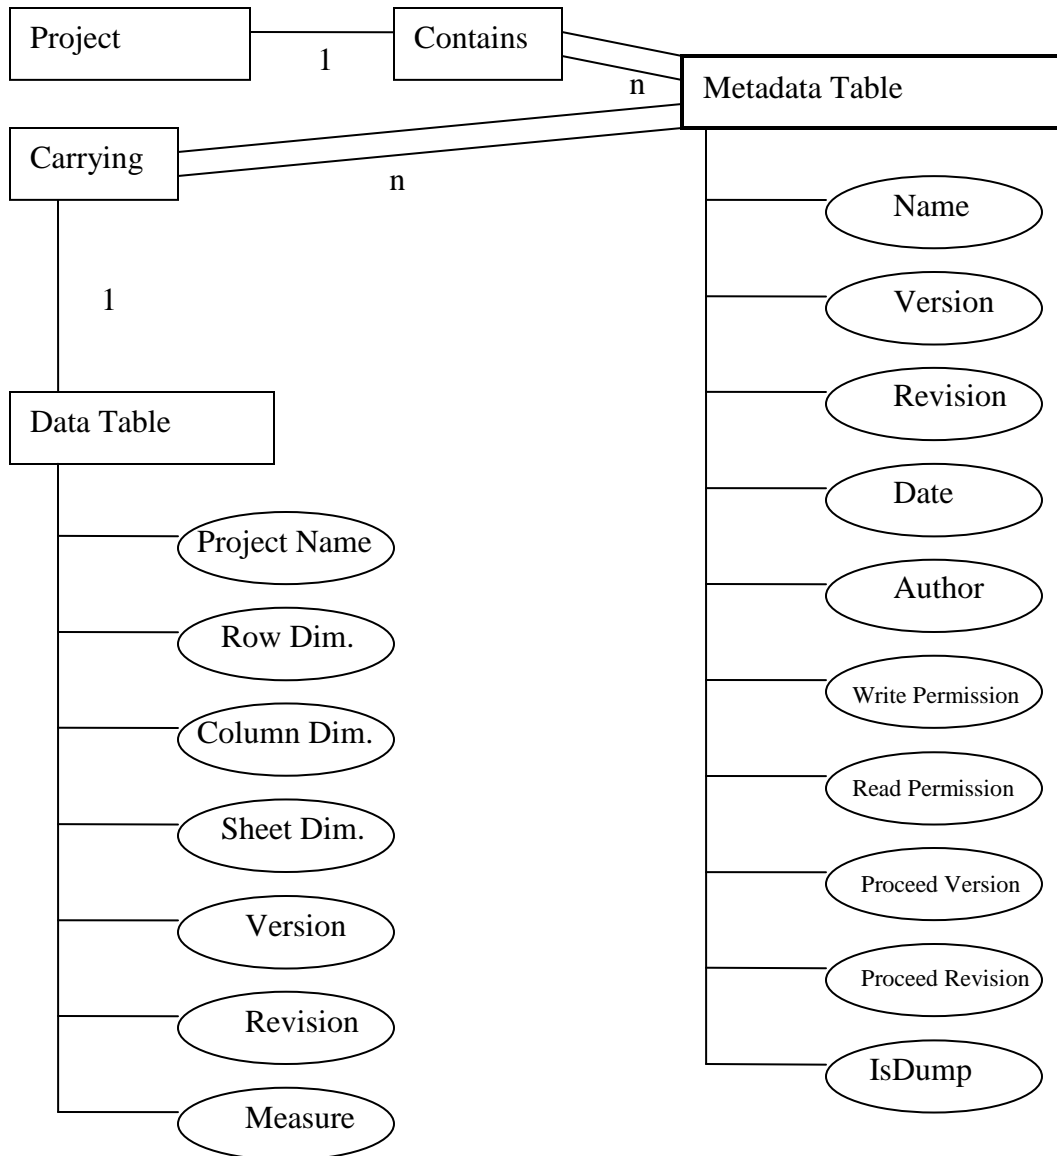 Project
1
Contains
n
Metadata Table
Carrying
n
1
Data Table
Project Name
Row Dim.
Column Dim.
Sheet Dim.
Version
Revision
Measure
Name
Version
Revision
Date
Author
Write Permission
Read Permission
Proceed Version
Proceed Revision
IsDump